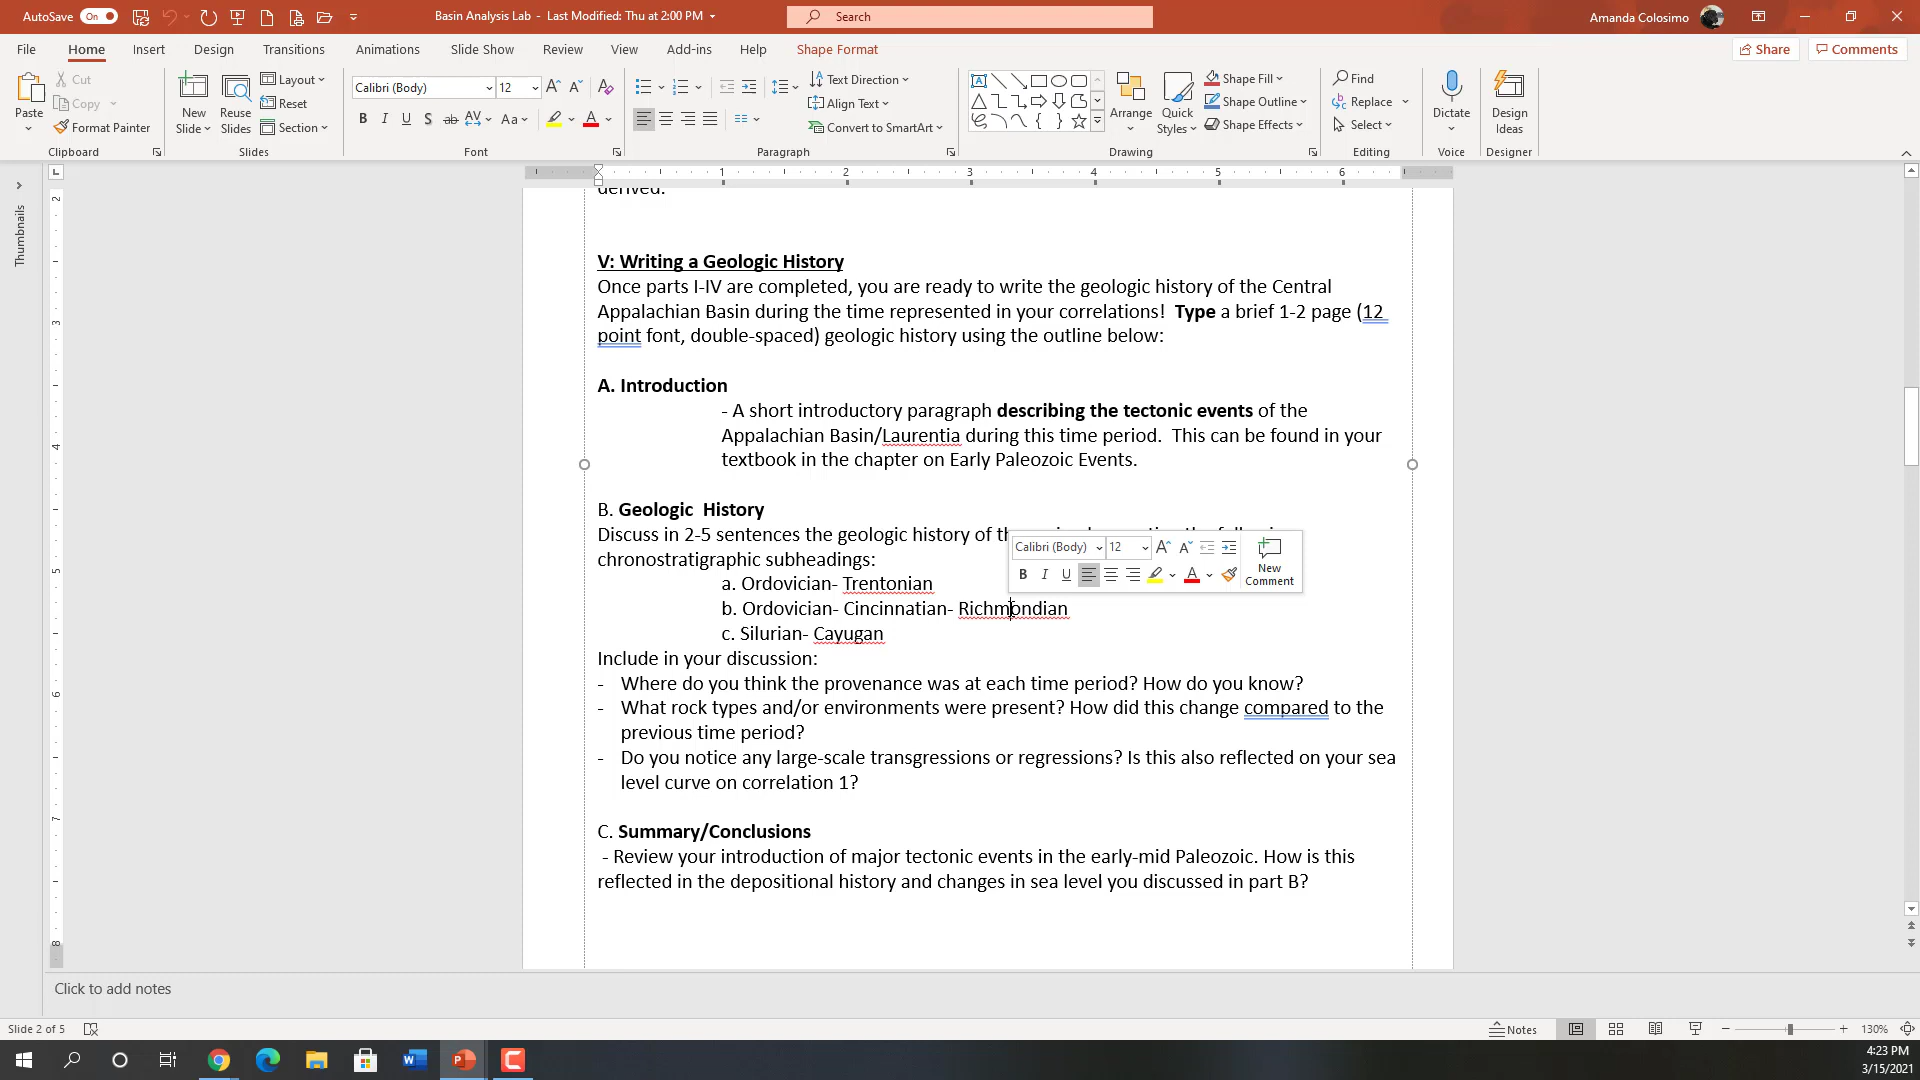 AutoSave On
Basin Analysis Lab - Last Modified: Thu at 2:00 PM
Search
Amanda Colosimo
File Home Insert Design Transitions Animations Slide Show Review View Add-ins Help Shape Format
Share Comments
Paste
Cut
Copy
Format Painter
Clipboard
New Slide
Reuse Slides
Layout
Reset
Section
Slides
Calibri (Body) 12
Font
Text Direction
Align Text
Convert to SmartArt
Paragraph
Arrange
Quick Styles
Shape Fill
Shape Outline
Shape Effects
Drawing
Find
Replace
Select
Editing
Dictate
Voice
Design Ideas
Designer
1 2 3 4 5 6
Thumbnails
2
3
4
5
6
7
8
derived.
V: Writing a Geologic History
Once parts I-IV are completed, you are ready to write the geologic history of the Central
Appalachian Basin during the time represented in your correlations! Type a brief 1-2 page (12
point font, double-spaced) geologic history using the outline below:
A. Introduction
- A short introductory paragraph describing the tectonic events of the
Appalachian Basin/Laurentia during this time period. This can be found in your
textbook in the chapter on Early Paleozoic Events.
B. Geologic History
Discuss in 2-5 sentences the geologic history of
chronostratigraphic subheadings:
Calibri (Body) 12
New Comment
a. Ordovician- Trentonian
b. Ordovician- Cincinnatian- Richmondian
c. Silurian- Cayugan
Include in your discussion:
- Where do you think the provenance was at each time period? How do you know?
- What rock types and/or environments were present? How did this change compared to the
previous time period?
- Do you notice any large-scale transgressions or regressions? Is this also reflected on your sea
level curve on correlation 1?
C. Summary/Conclusions
- Review your introduction of major tectonic events in the early-mid Paleozoic. How is this
reflected in the depositional history and changes in sea level you discussed in part B?
Click to add notes
Slide 2 of 5
Notes
130%
4:23 PM
3/15/2021